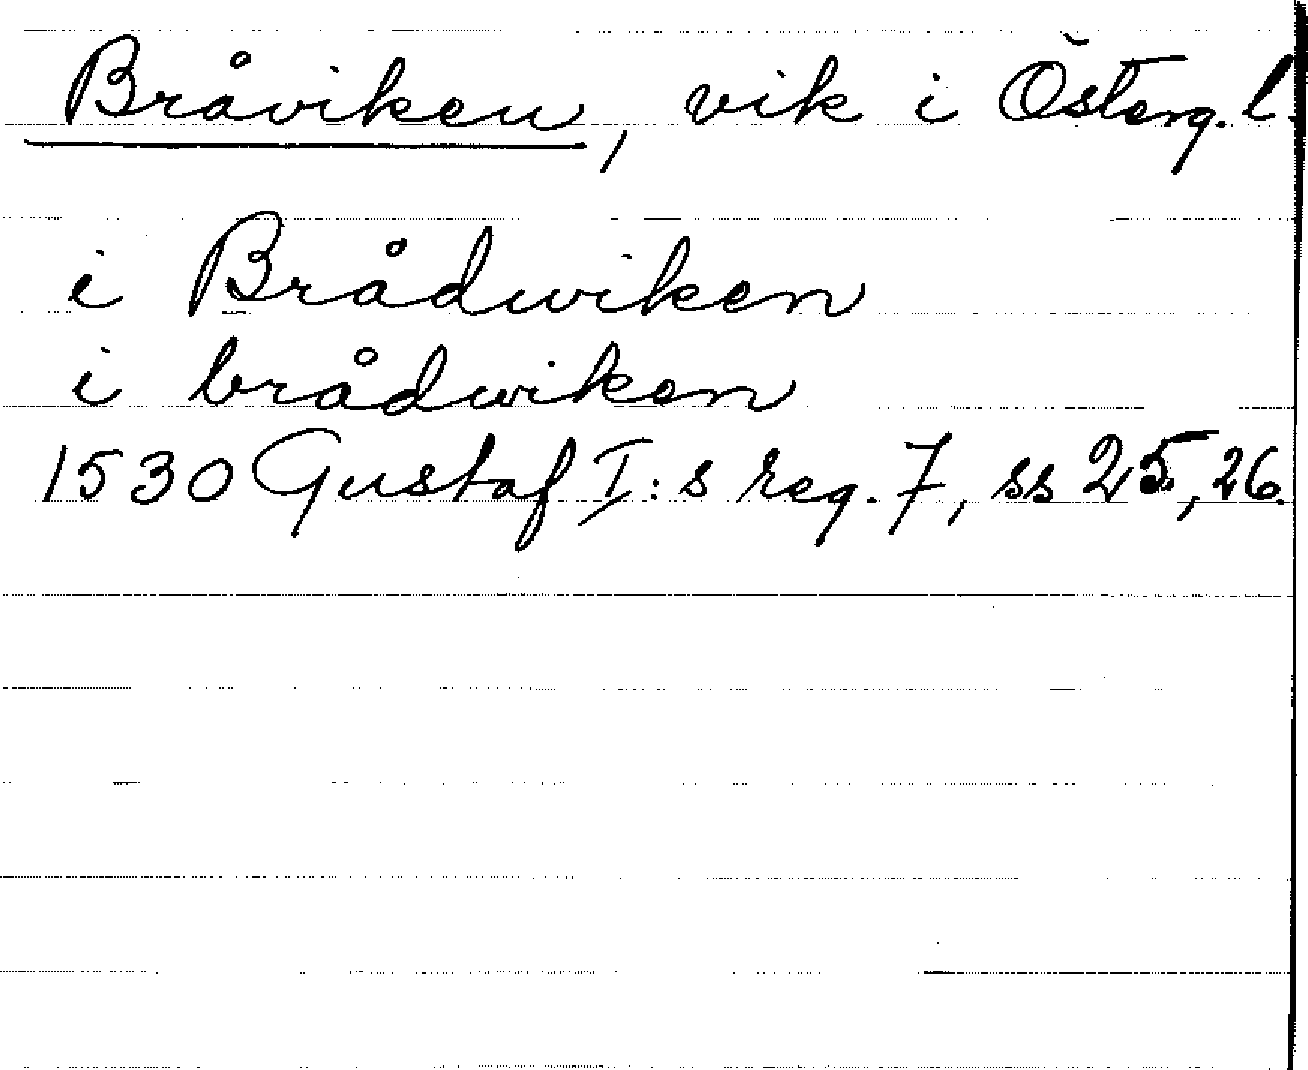 Bråviken, vik i Österg. l.
i Brådwiken
i brådwiken
1530 Gustaf I:s reg. 7, ss 25, 26.